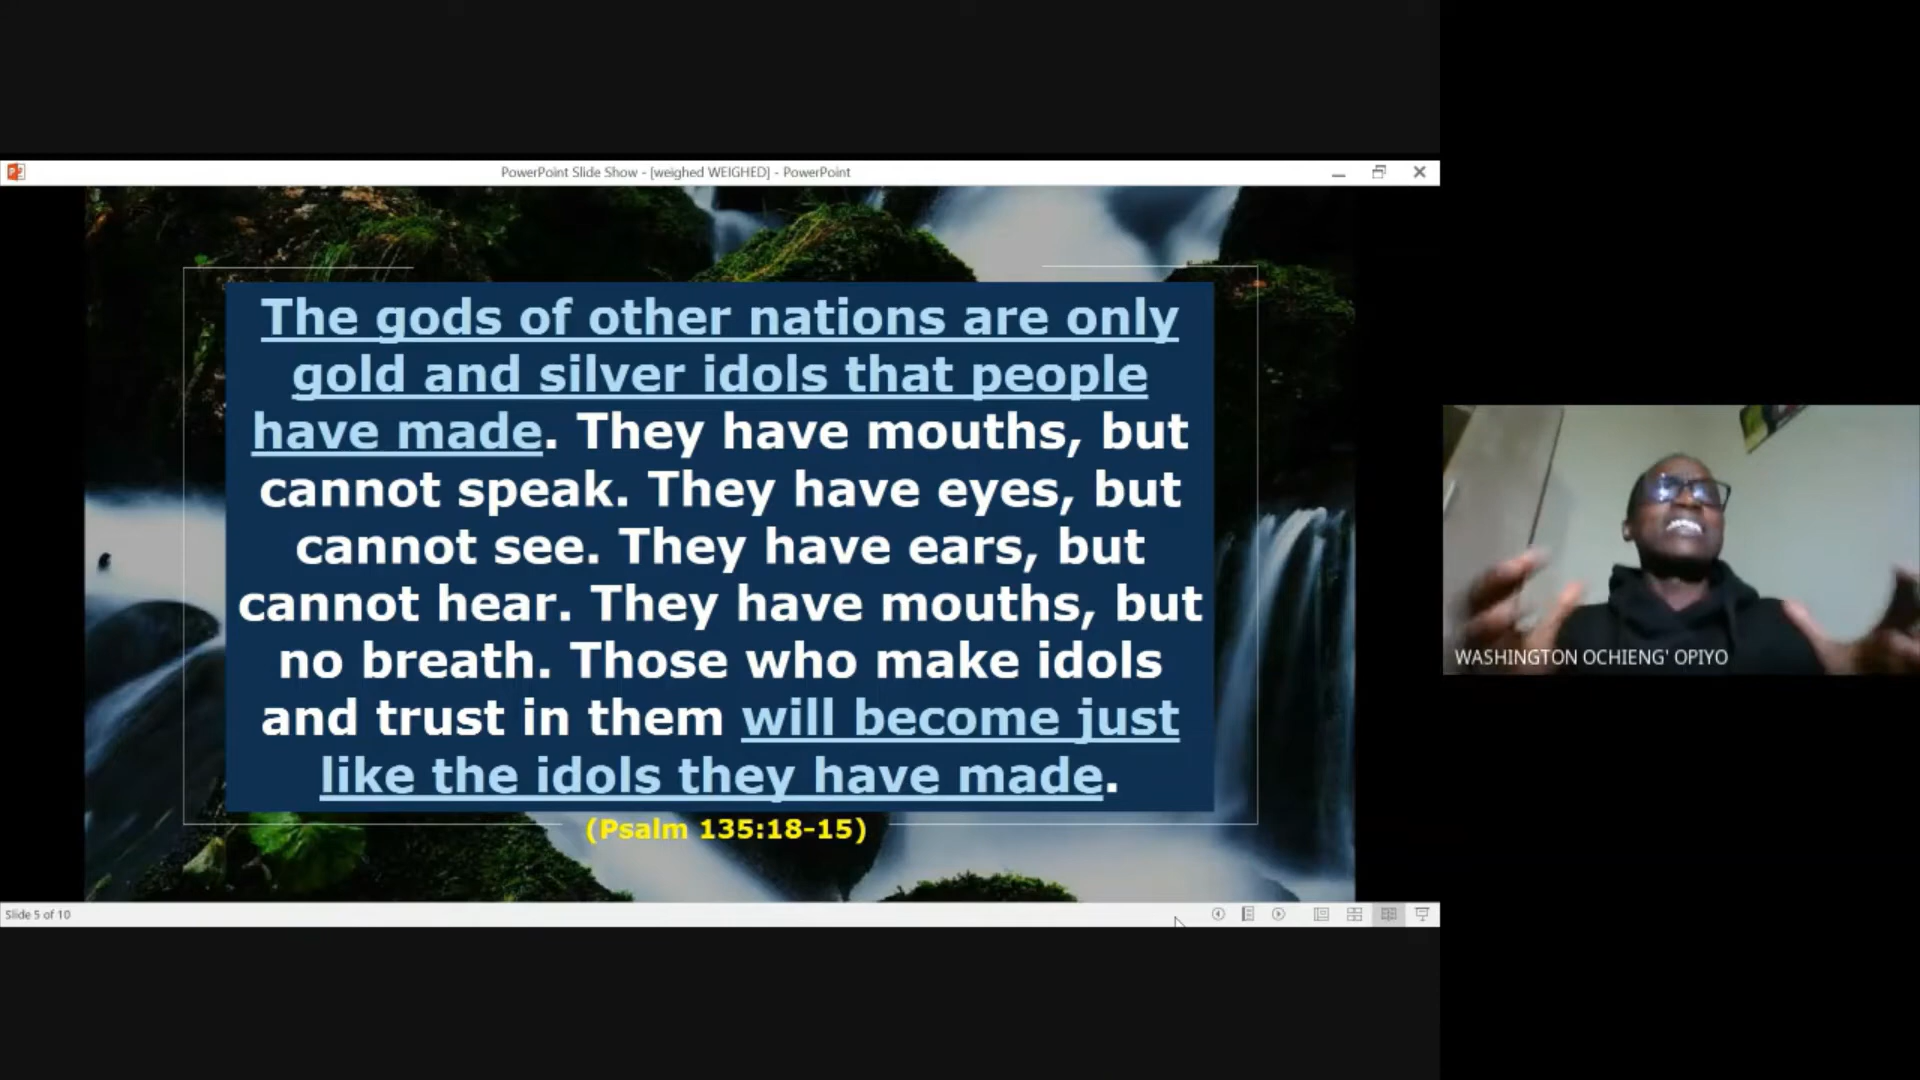 PowerPoint Slide Show - [weighed WEIGHED] - PowerPoint
The gods of other nations are only
gold and silver idols that people
have made. They have mouths, but
cannot speak. They have eyes, but
cannot see. They have ears, but
cannot hear. They have mouths, but
no breath. Those who make idols
and trust in them will become just
like the idols they have made.
(Psalm 135:18-15)
WASHINGTON OCHIENG' OPIYO
Slide 5 of 10